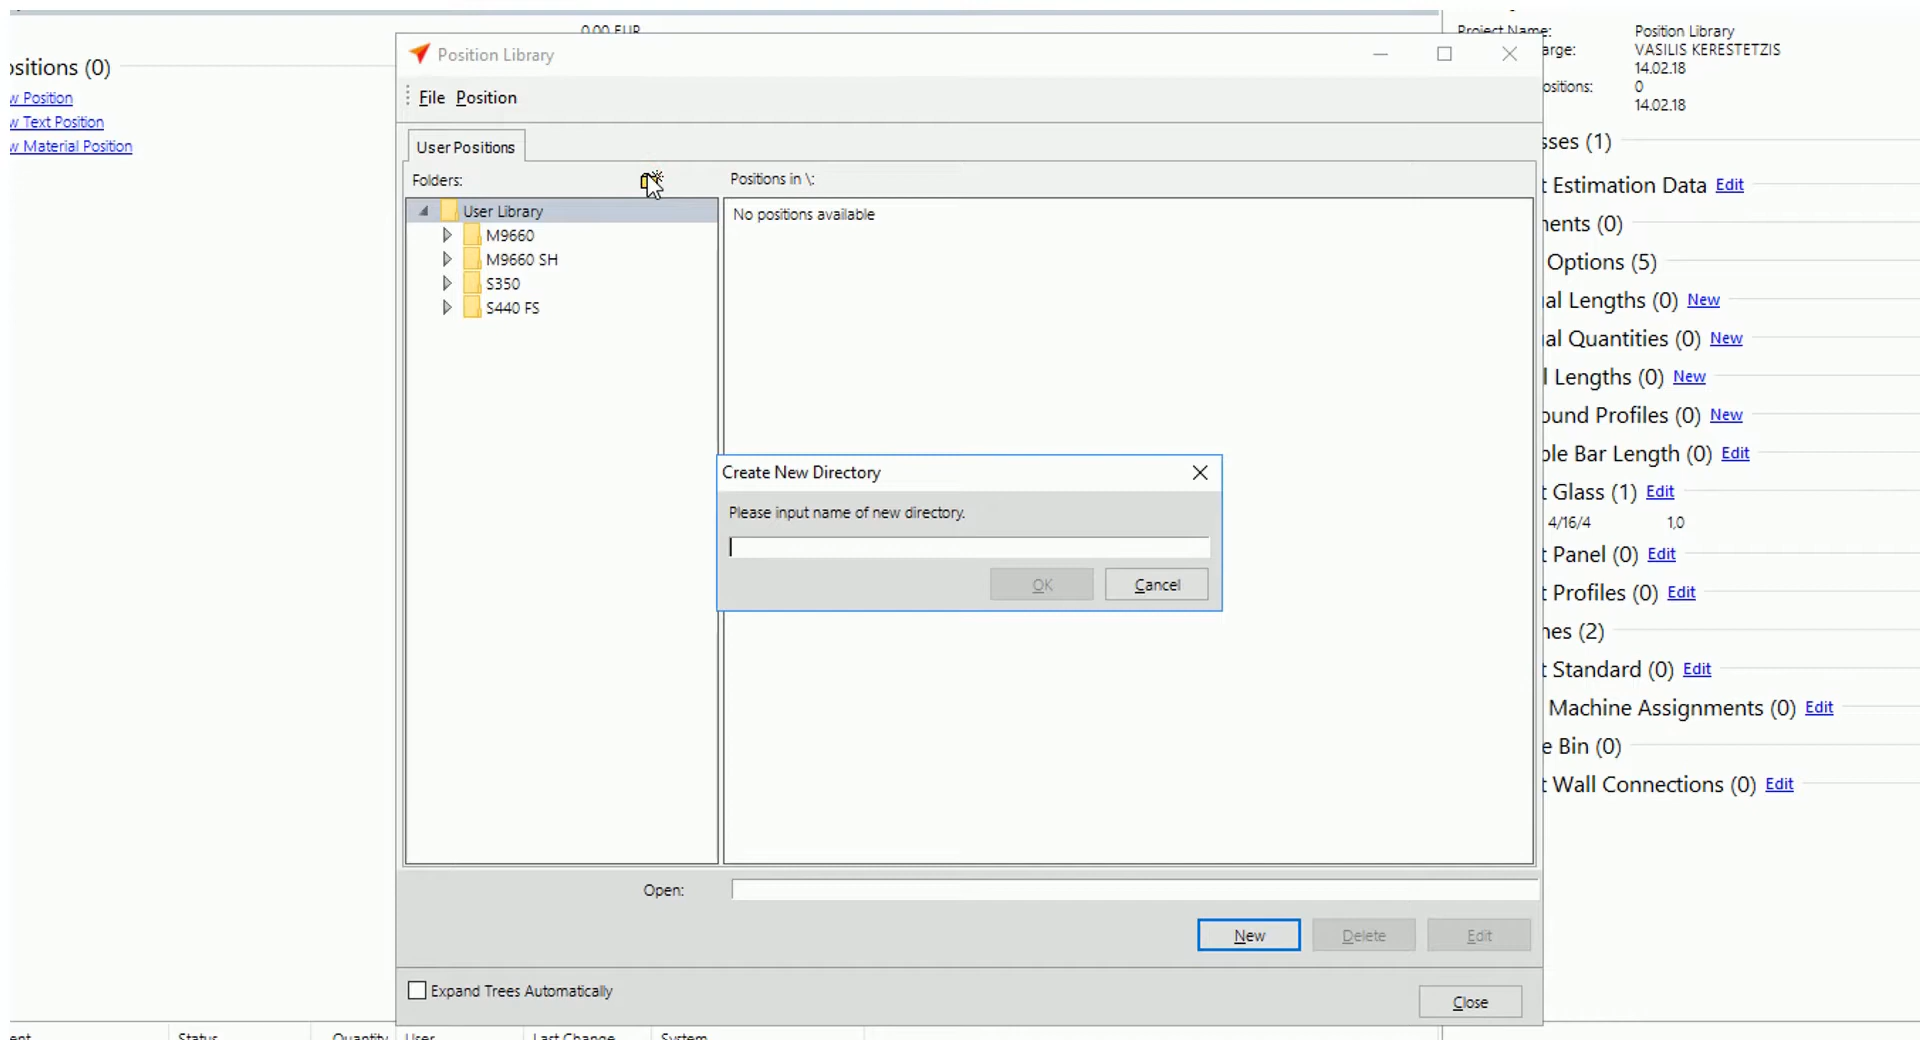 0.00 EUR
ositions (0)
w Position
w Text Position
w Material Position
Position Library
File Position
User Positions
Folders:
Positions in \:
User Library
M9660
M9660 SH
S350
S440 FS
No positions available
Create New Directory
Please input name of new directory.
OK Cancel
Open:
New Delete Edit
Expand Trees Automatically
Close
Project Name: Position Library
arge: VASILIS KERESTETZIS
14.02.18
ositions: 0
14.02.18
sses (1)
t Estimation Data Edit
nents (0)
Options (5)
al Lengths (0) New
al Quantities (0) New
l Lengths (0) New
ound Profiles (0) New
ble Bar Length (0) Edit
t Glass (1) Edit
4/16/4 1,0
t Panel (0) Edit
t Profiles (0) Edit
nes (2)
t Standard (0) Edit
Machine Assignments (0) Edit
e Bin (0)
t Wall Connections (0) Edit
ent Status Quantity User Last Change System